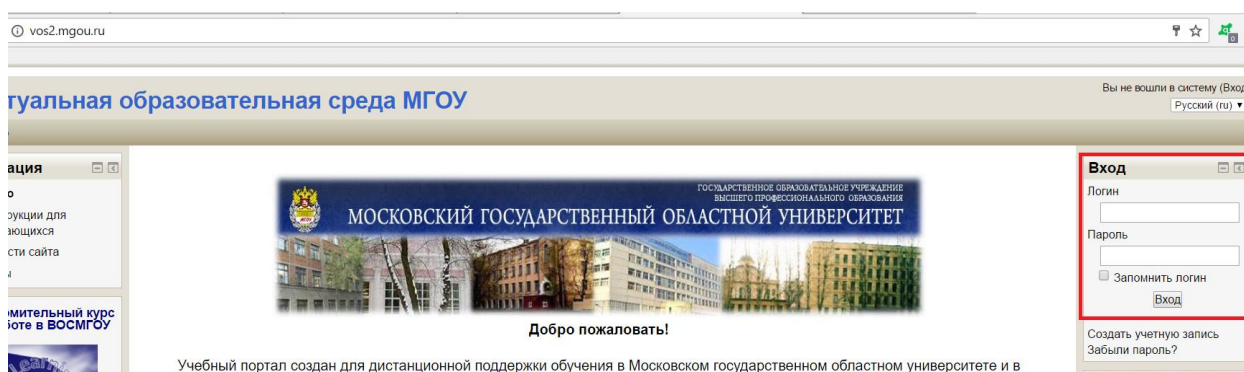 vos2.mgou.ru
туальная образовательная среда МГОУ
Вы не вошли в систему (Вход
Русский (ru)
ация
о
рукции для
ающихся
сти сайта
ы
омительный курс
боте в ВОСМГОУ
ГОСУДАРСТВЕННОЕ ОБРАЗОВАТЕЛЬНОЕ УЧРЕЖДЕНИЕ
ВЫСШЕГО ПРОФЕССИОНАЛЬНОГО ОБРАЗОВАНИЯ
МОСКОВСКИЙ ГОСУДАРСТВЕННЫЙ ОБЛАСТНОЙ УНИВЕРСИТЕТ
Добро пожаловать!
Учебный портал создан для дистанционной поддержки обучения в Московском государственном областном университете и в
Вход
Логин
Пароль
Запомнить логин
Вход
Создать учетную запись
Забыли пароль?